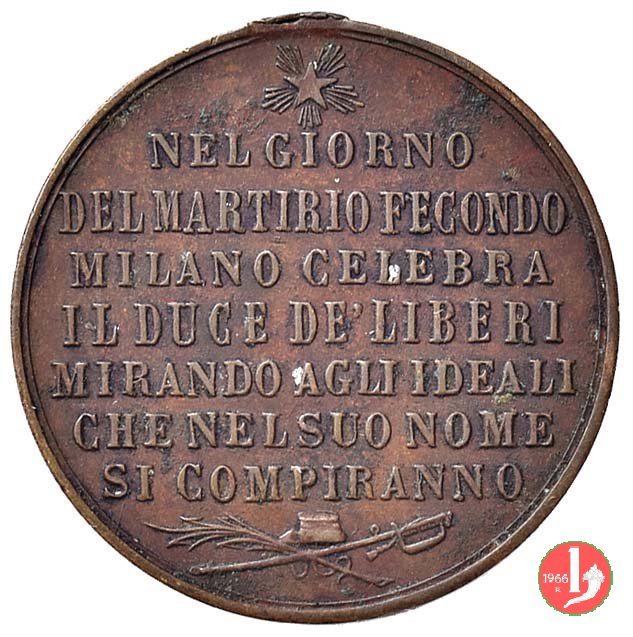 NEL GIORNO
DEL MARTIRIO FECONDO
MILANO CELEBRA
IL DUCE DE' LIBERI
MIRANDO AGLI IDEALI
CHE NEL SUO NOME
SI COMPIRANNO
1966
R